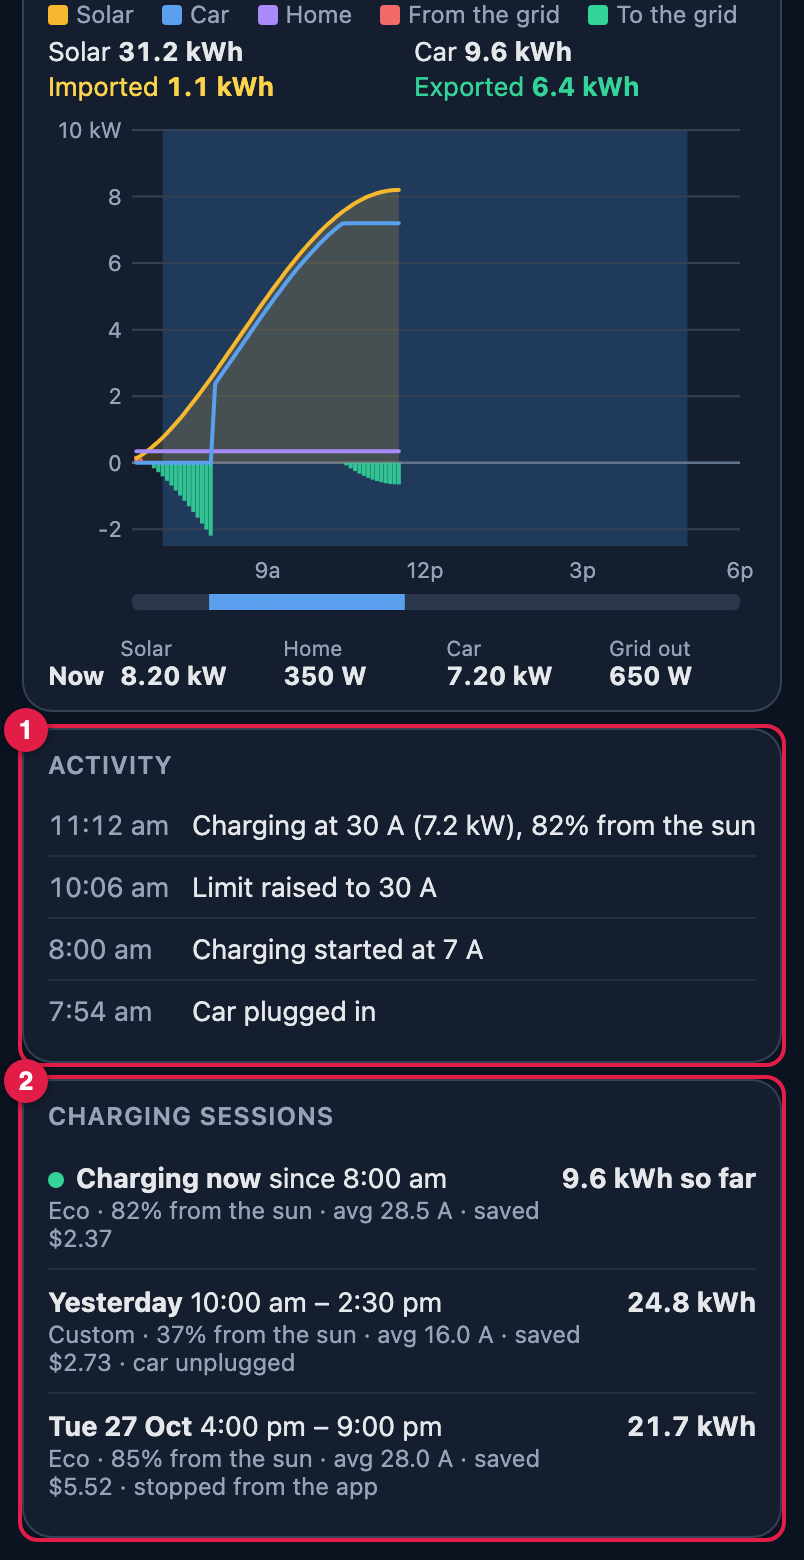 Solar Car Home From the grid To the grid
Solar 31.2 kWh Car 9.6 kWh
Imported 1.1 kWh Exported 6.4 kWh
10 kW
8
6
4
2
0
-2
9a 12p 3p 6p
Solar Home Car Grid out
Now 8.20 kW 350 W 7.20 kW 650 W
1
ACTIVITY
11:12 am Charging at 30 A (7.2 kW), 82% from the sun
10:06 am Limit raised to 30 A
8:00 am Charging started at 7 A
7:54 am Car plugged in
2
CHARGING SESSIONS
Charging now since 8:00 am 9.6 kWh so far
Eco · 82% from the sun · avg 28.5 A · saved
$2.37
Yesterday 10:00 am – 2:30 pm 24.8 kWh
Custom · 37% from the sun · avg 16.0 A · saved
$2.73 · car unplugged
Tue 27 Oct 4:00 pm – 9:00 pm 21.7 kWh
Eco · 85% from the sun · avg 28.0 A · saved
$5.52 · stopped from the app